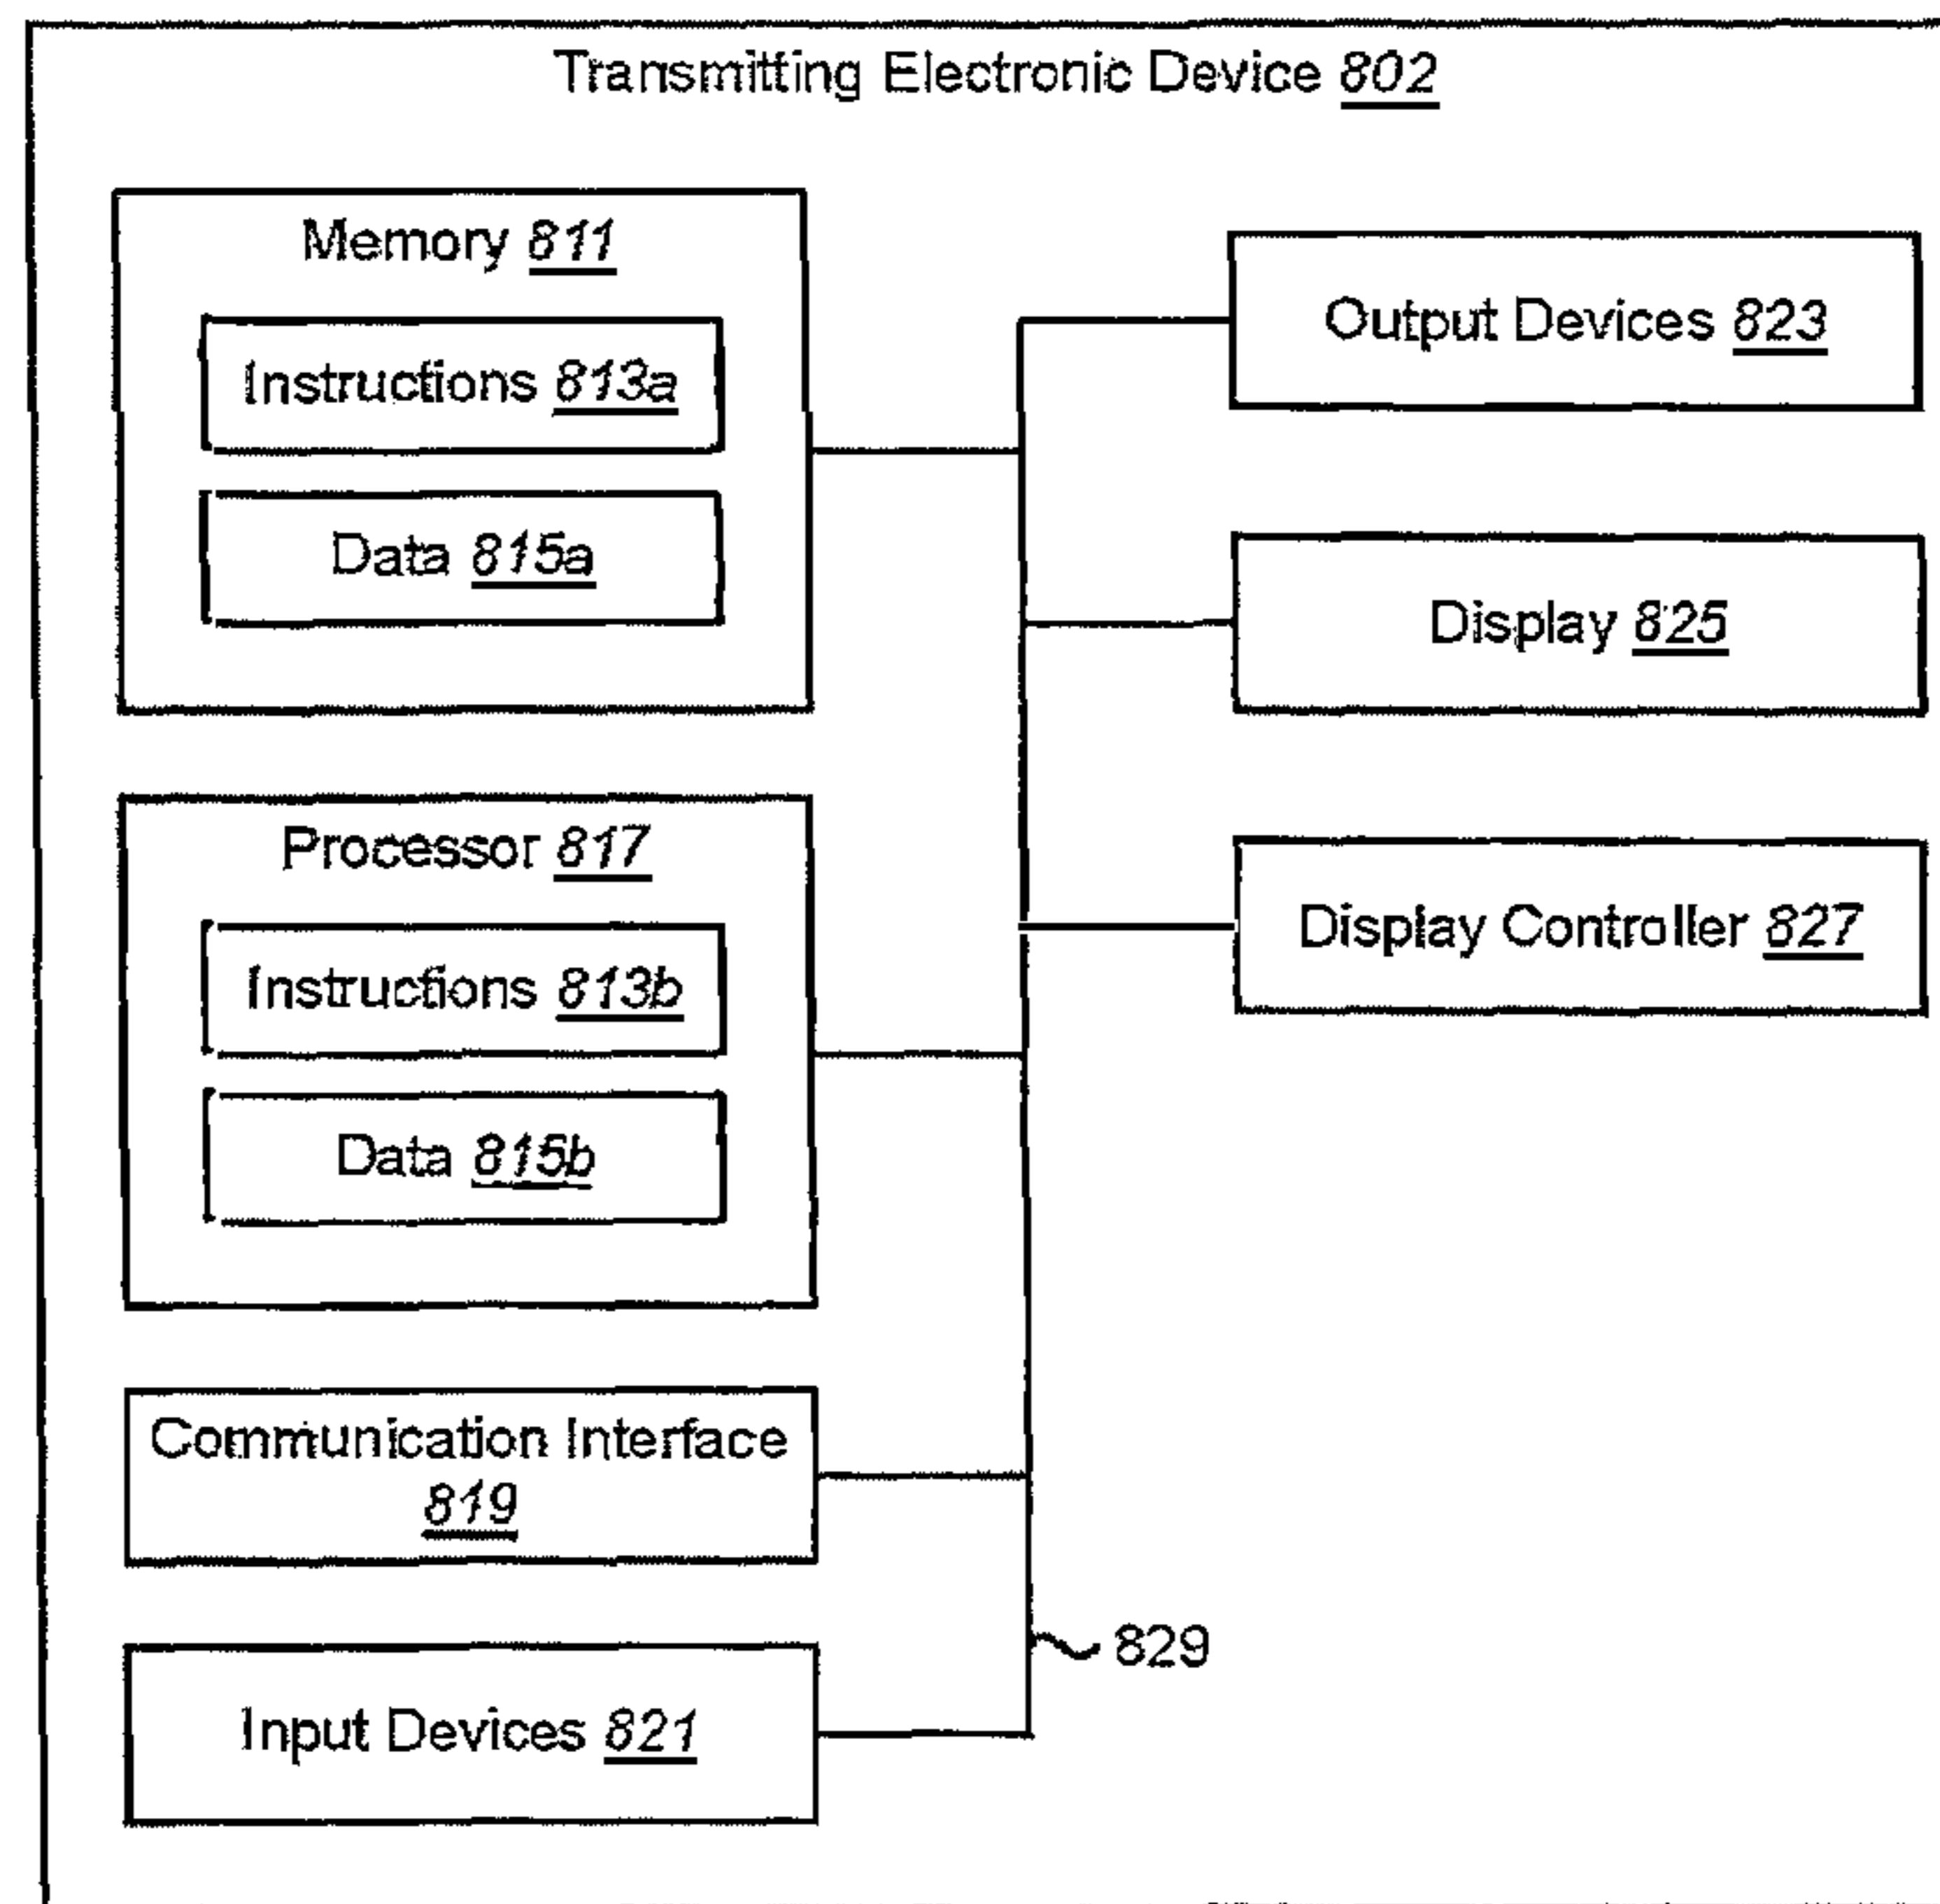 Transmitting Electronic Device 802
Memory 811
Instructions 813a
Data 815a
Processor 817
Instructions 813b
Data 815b
Communication Interface
819
Input Devices 821
Output Devices 823
Display 825
Display Controller 827
829